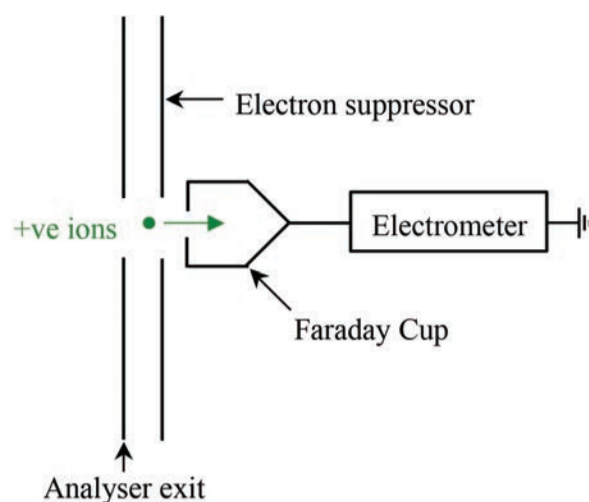 Electron suppressor
+ve ions
Electrometer
Faraday Cup
Analyser exit